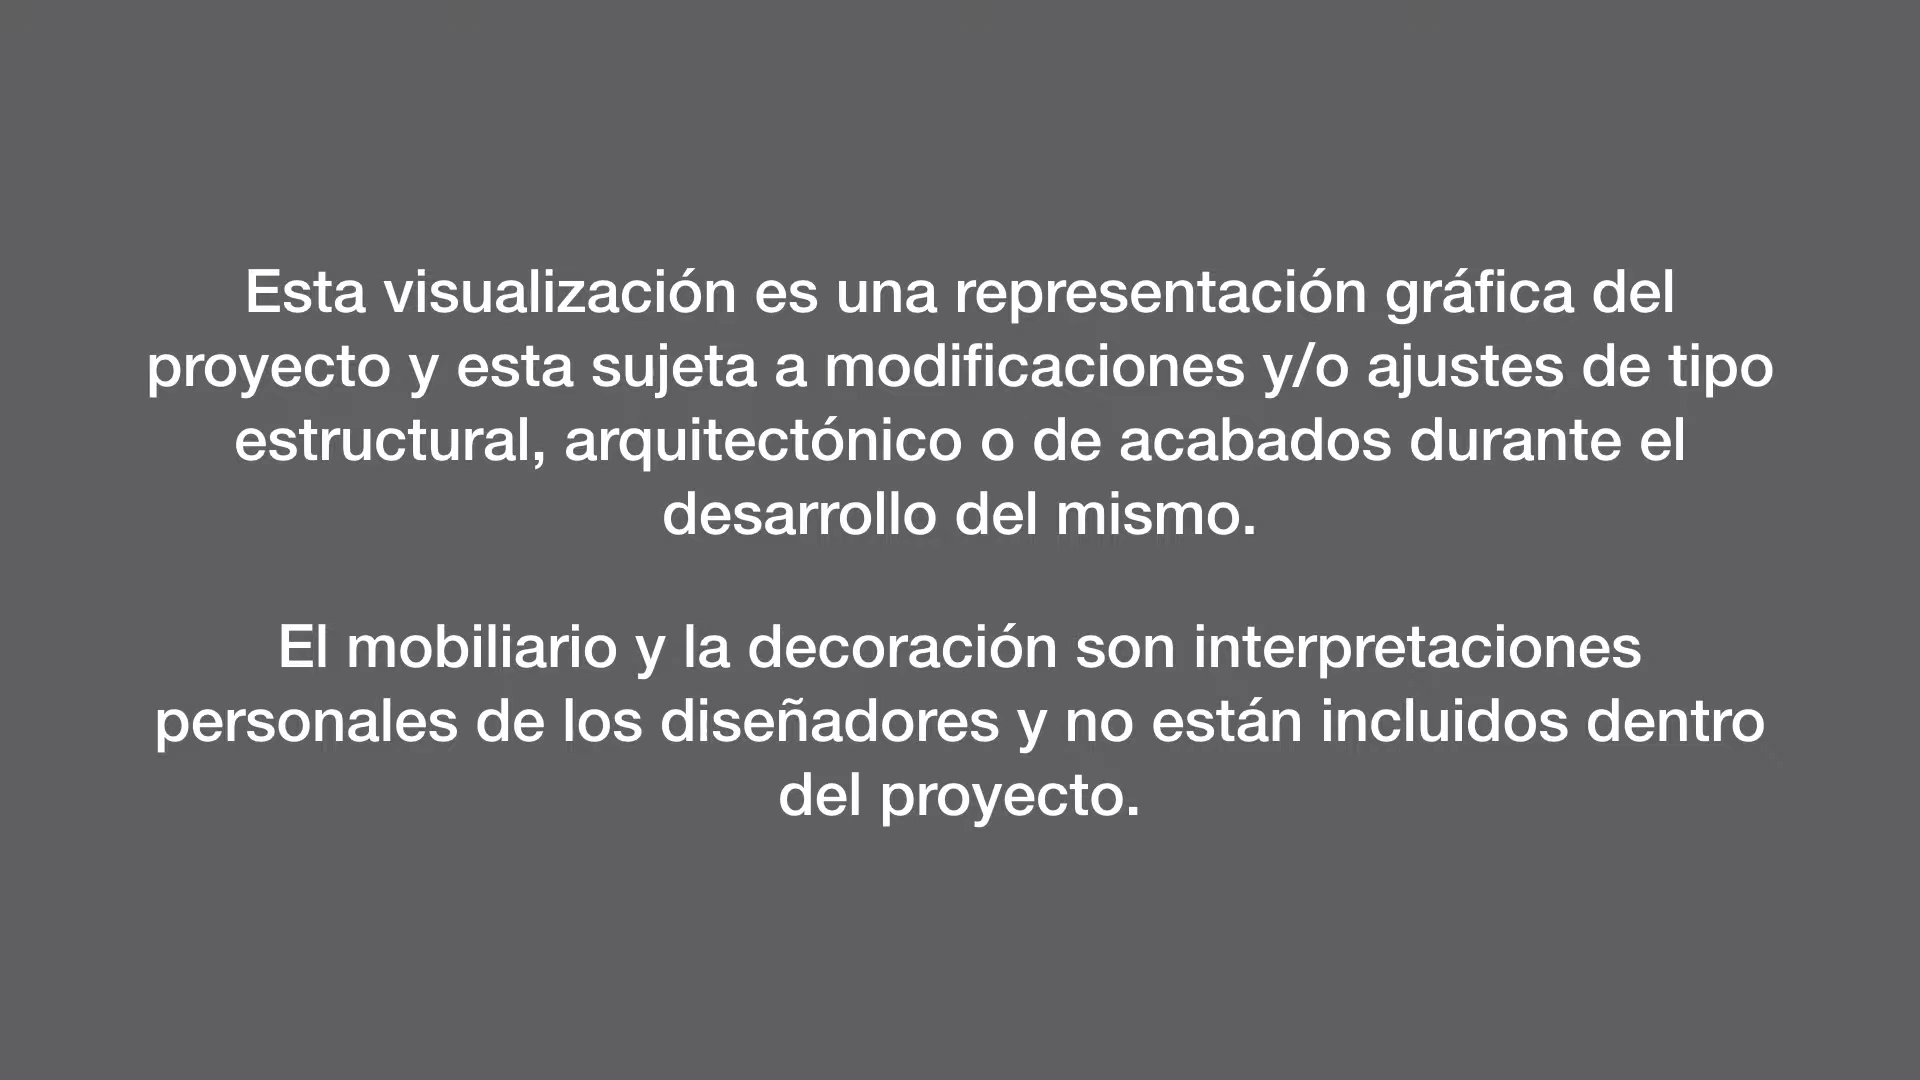 Esta visualización es una representación gráfica del
proyecto y esta sujeta a modificaciones y/o ajustes de tipo
estructural, arquitectónico o de acabados durante el
desarrollo del mismo.
El mobiliario y la decoración son interpretaciones
personales de los diseñadores y no están incluidos dentro
del proyecto.